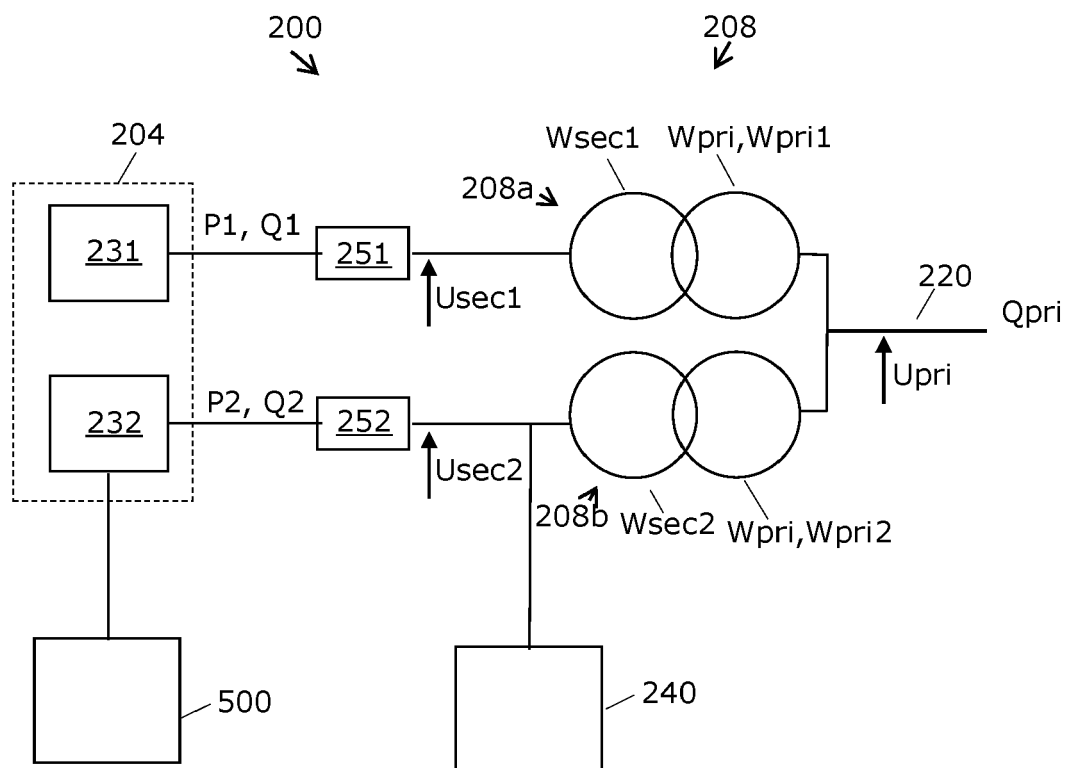 200
208
204
Wsec1
Wpri,Wpri1
208a
P1, Q1
231
251
Usec1
220
Qpri
Upri
P2, Q2
232
252
Usec2
208b
Wsec2
Wpri,Wpri2
500
240